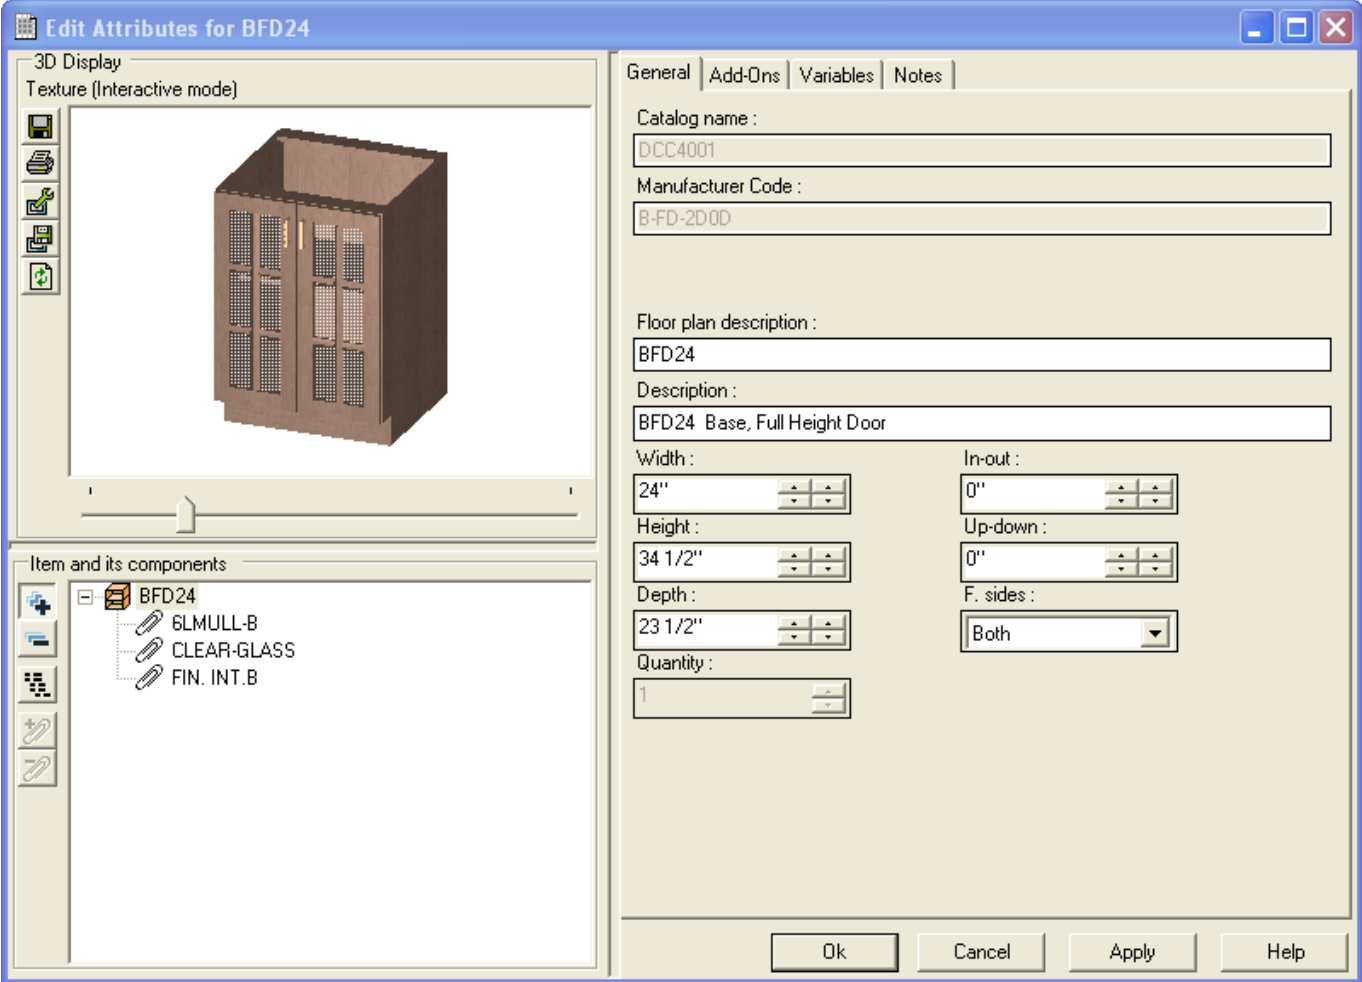 Edit Attributes for BFD24
3D Display
Texture (Interactive mode)
Item and its components
BFD24
6LMULL-B
CLEAR-GLASS
FIN. INT.B
General Add-Ons Variables Notes
Catalog name :
DCC4001
Manufacturer Code :
B-FD-2D0D
Floor plan description :
BFD24
Description :
BFD24  Base, Full Height Door
Width : In-out :
24" 0"
Height : Up-down :
34 1/2" 0"
Depth : F. sides :
23 1/2" Both
Quantity :
1
Ok Cancel Apply Help